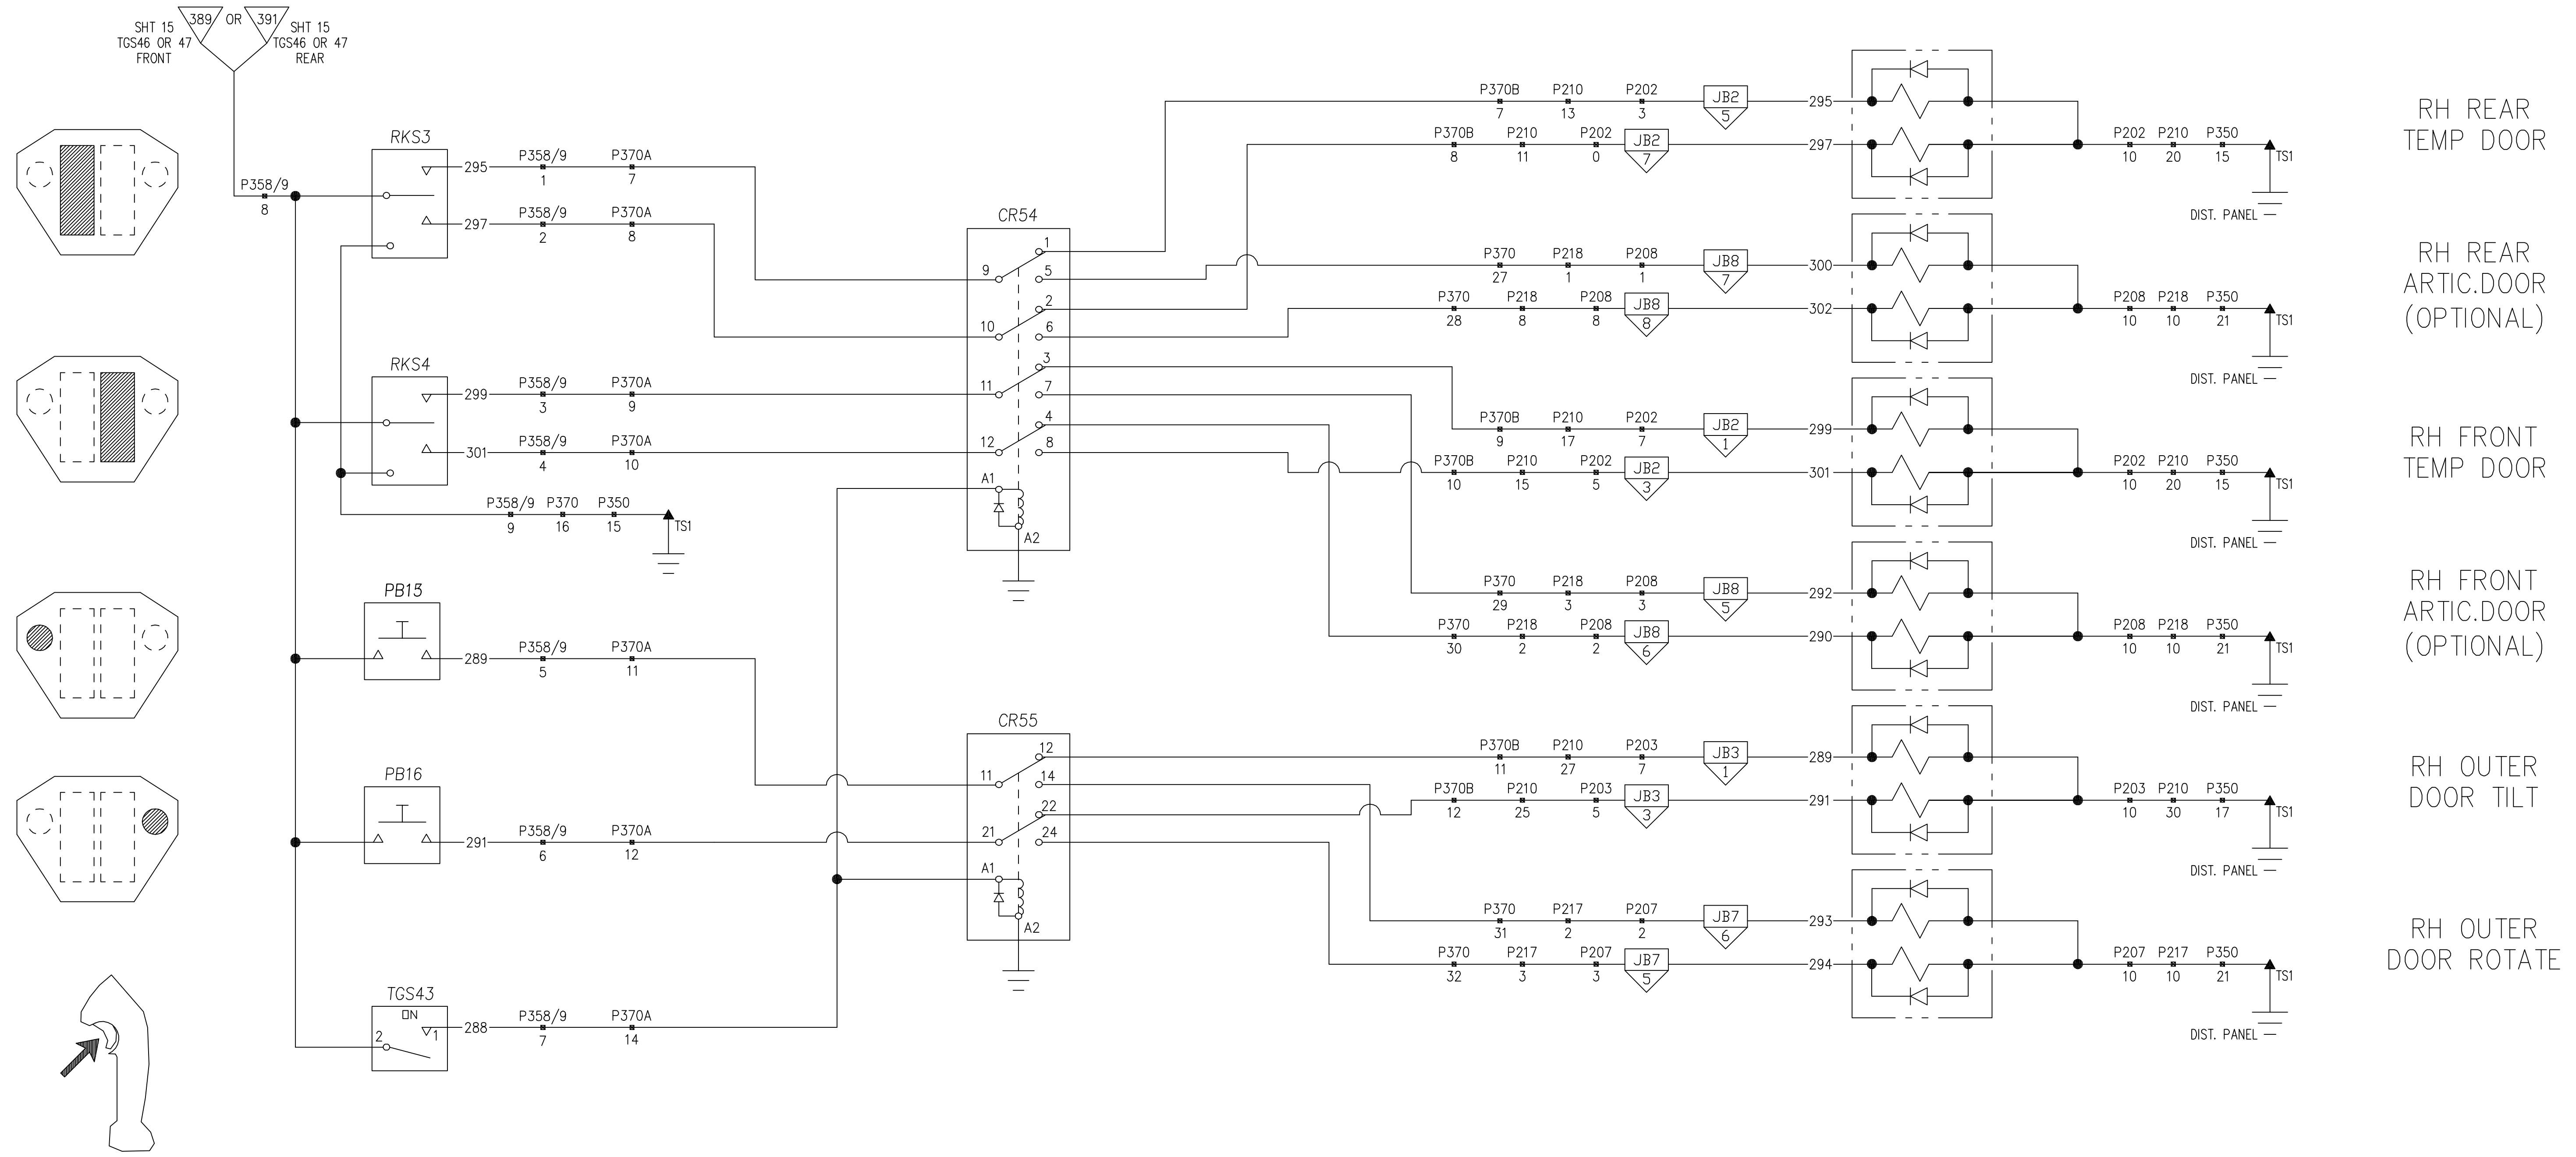 389 OR 391
SHT 15
TGS46 OR 47
FRONT
SHT 15
TGS46 OR 47
REAR
P358/9
8
RKS3
295 P358/9 P370A
1 7
297 P358/9 P370A
2 8
RKS4
299 P358/9 P370A
3 9
301 P358/9 P370A
4 10
P358/9 P370 P350
9 16 15
TS1
PB15
289 P358/9 P370A
5 11
PB16
291 P358/9 P370A
6 12
TGS43
ON
2 1
288 P358/9 P370A
7 14
CR54
1
9 5
2
10 6
3
11 7
4
12 8
A1
A2
CR55
12
11 14
22
21 24
A1
A2
P370B P210 P202 JB2 295
7 13 3 5
P370B P210 P202 JB2 297
8 11 0 7
P202 P210 P350
10 20 15
TS1
DIST. PANEL
RH REAR
TEMP DOOR
P370 P218 P208 JB8 300
27 1 1 7
P370 P218 P208 JB8 302
28 8 8 8
P208 P218 P350
10 10 21
TS1
DIST. PANEL
RH REAR
ARTIC.DOOR
(OPTIONAL)
P370B P210 P202 JB2 299
9 17 7 1
P370B P210 P202 JB2 301
10 15 5 3
P202 P210 P350
10 20 15
TS1
DIST. PANEL
RH FRONT
TEMP DOOR
P370 P218 P208 JB8 292
29 3 3 5
P370 P218 P208 JB8 290
30 2 2 6
P208 P218 P350
10 10 21
TS1
DIST. PANEL
RH FRONT
ARTIC.DOOR
(OPTIONAL)
P370B P210 P203 JB3 289
11 27 7 1
P370B P210 P203 JB3 291
12 25 5 3
P203 P210 P350
10 30 17
TS1
DIST. PANEL
RH OUTER
DOOR TILT
P370 P217 P207 JB7 293
31 2 2 6
P370 P217 P207 JB7 294
32 3 3 5
P207 P217 P350
10 10 21
TS1
DIST. PANEL
RH OUTER
DOOR ROTATE